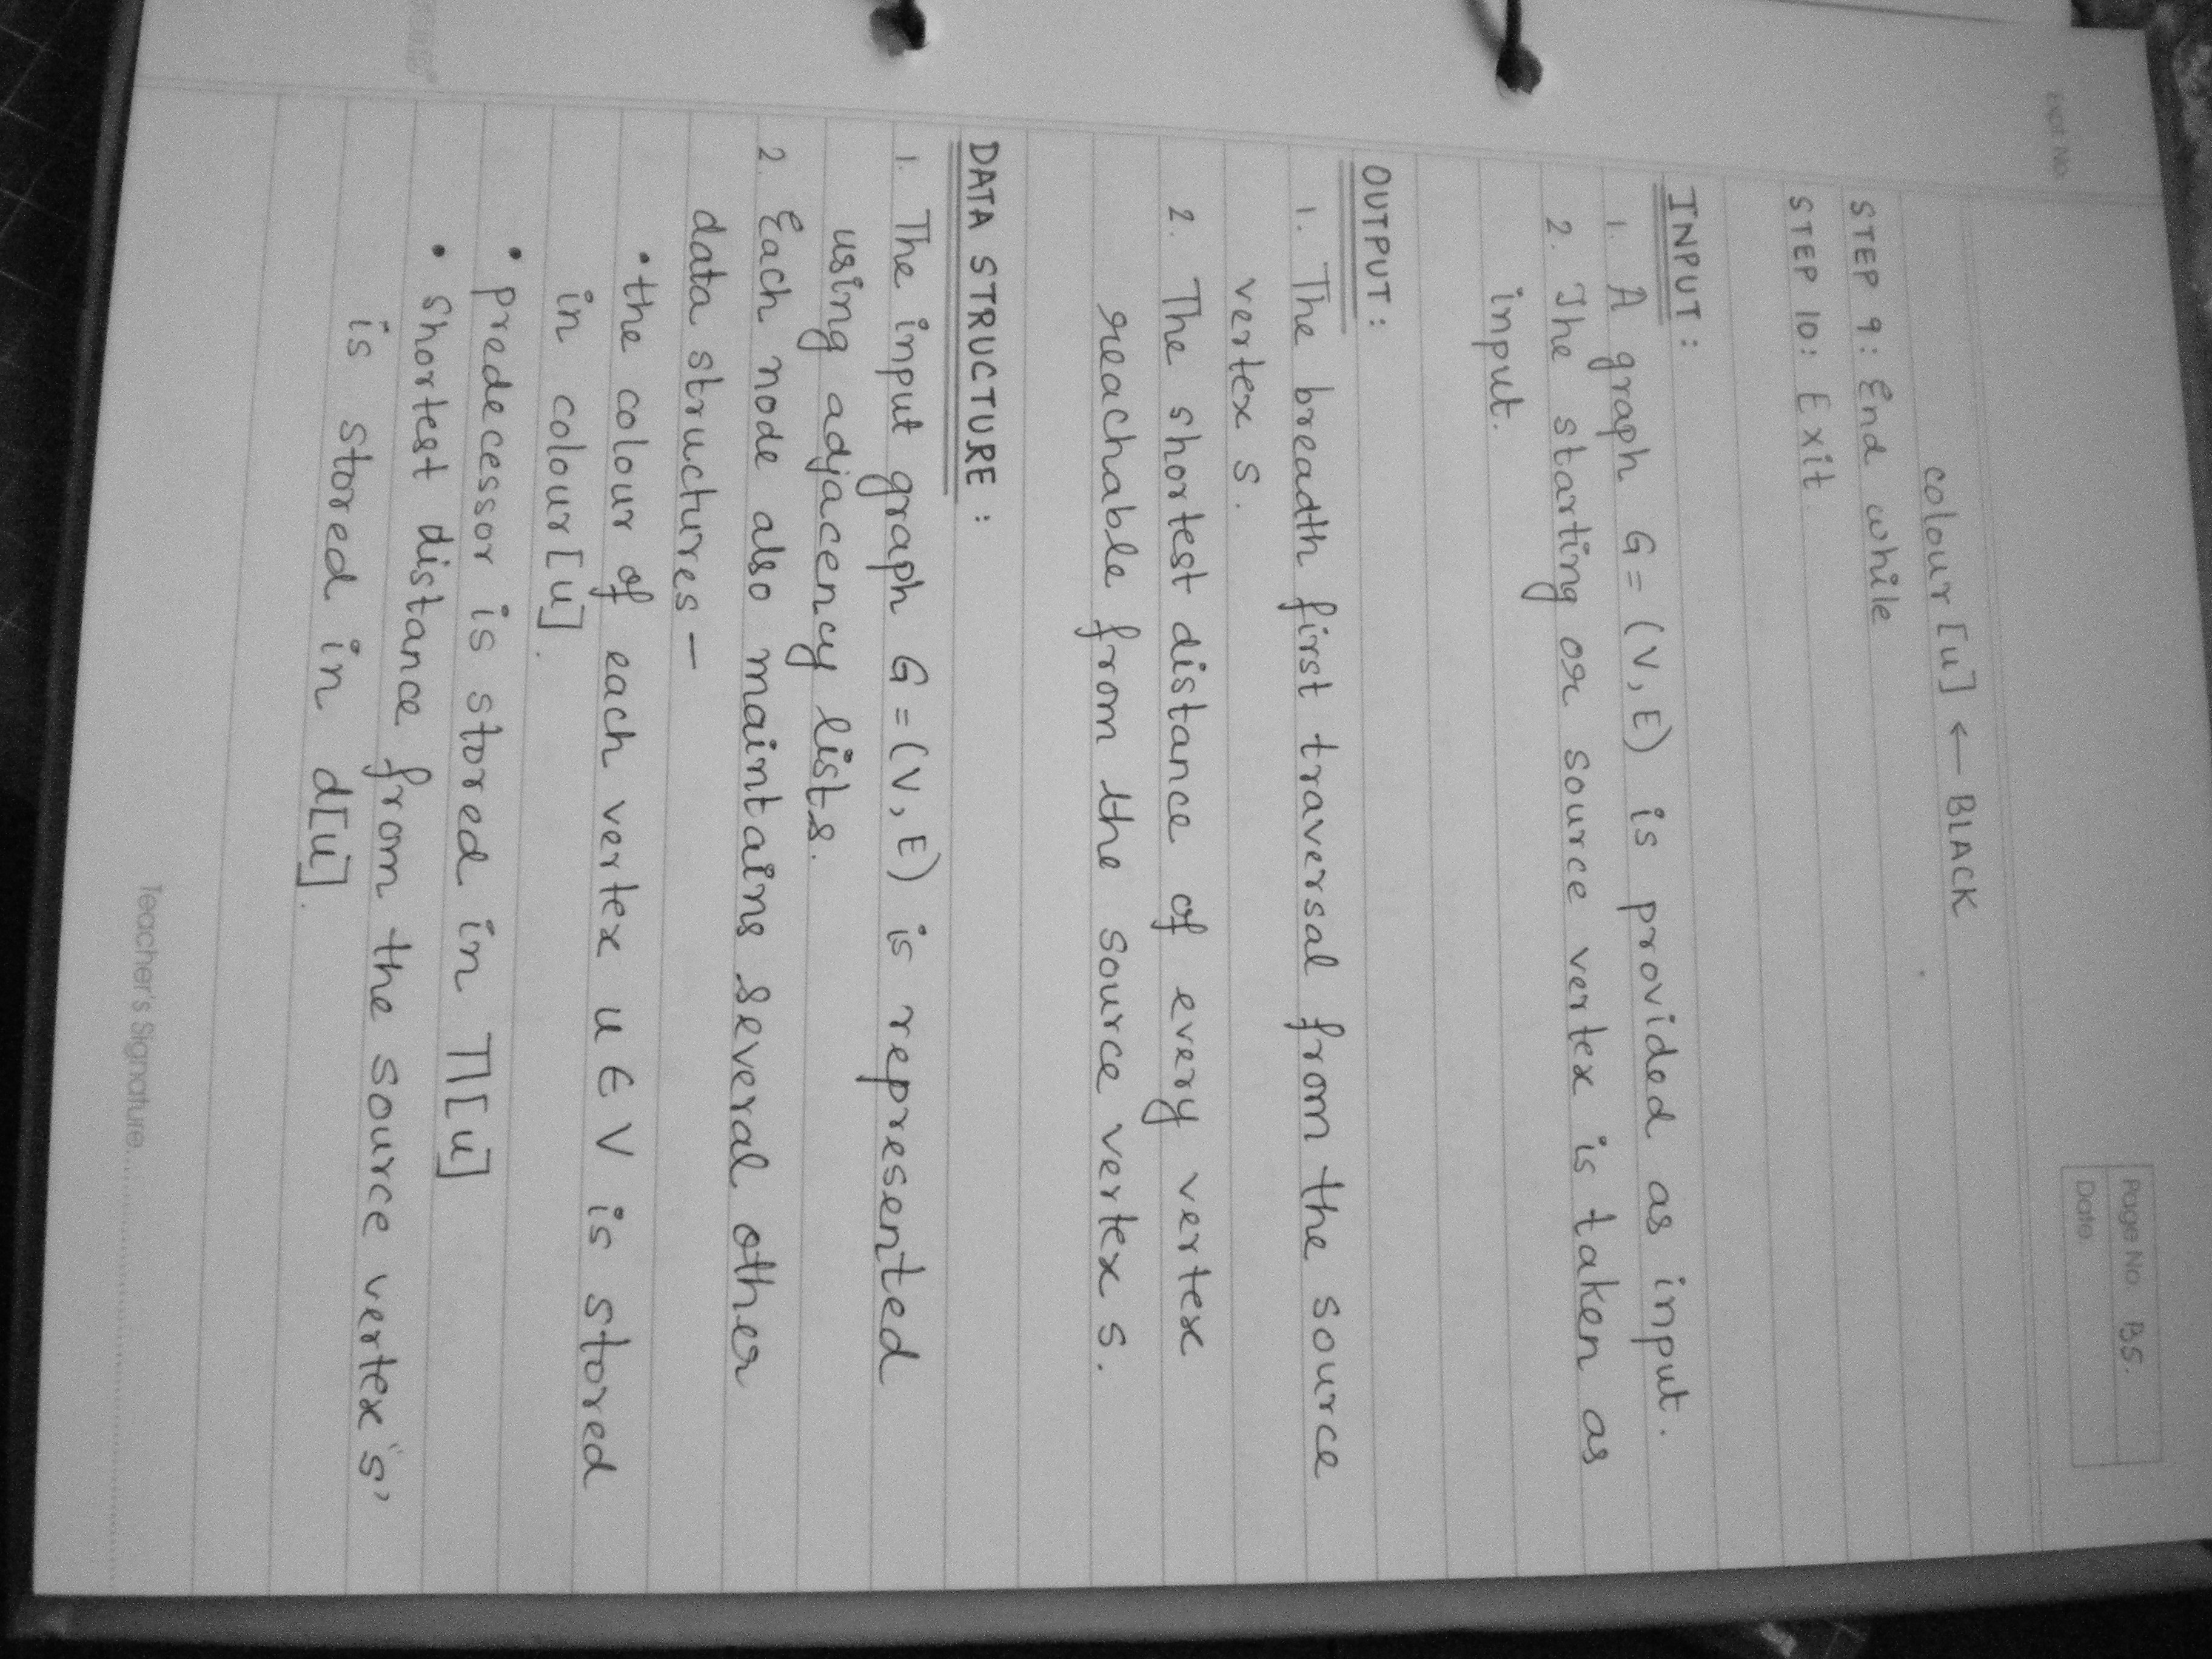 Expt. No.
Page No. B5.
Date
colour [u] ← BLACK
STEP 9: End while
STEP 10: Exit
INPUT:
1. A graph G = (V, E) is provided as input.
2. The starting or source vertex is taken as
input.
OUTPUT:
1. The breadth first traversal from the source
vertex s.
2. The shortest distance of every vertex
reachable from the source vertex s.
DATA STRUCTURE:
1. The input graph G = (V, E) is represented
using adjacency lists.
2. Each node also maintains several other
data structures —
• the colour of each vertex u ∈ V is stored
in colour[u].
• predecessor is stored in π[u]
• shortest distance from the source vertex "s"
is stored in d[u].
Teacher's Signature